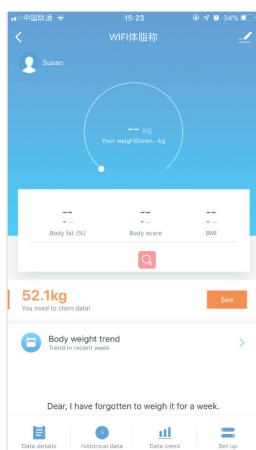 中国联通 15:23 34%
WIFI体脂称
Susan
-- kg
Your weightDown--kg
-- -- --
-- -- --
Body fat (%) Body score BMI
52.1kg
You need to claim data!
See
Body weight trend
Trend in recent week
Dear, I have forgotten to weigh it for a week.
Data details historical data Data trend Set up